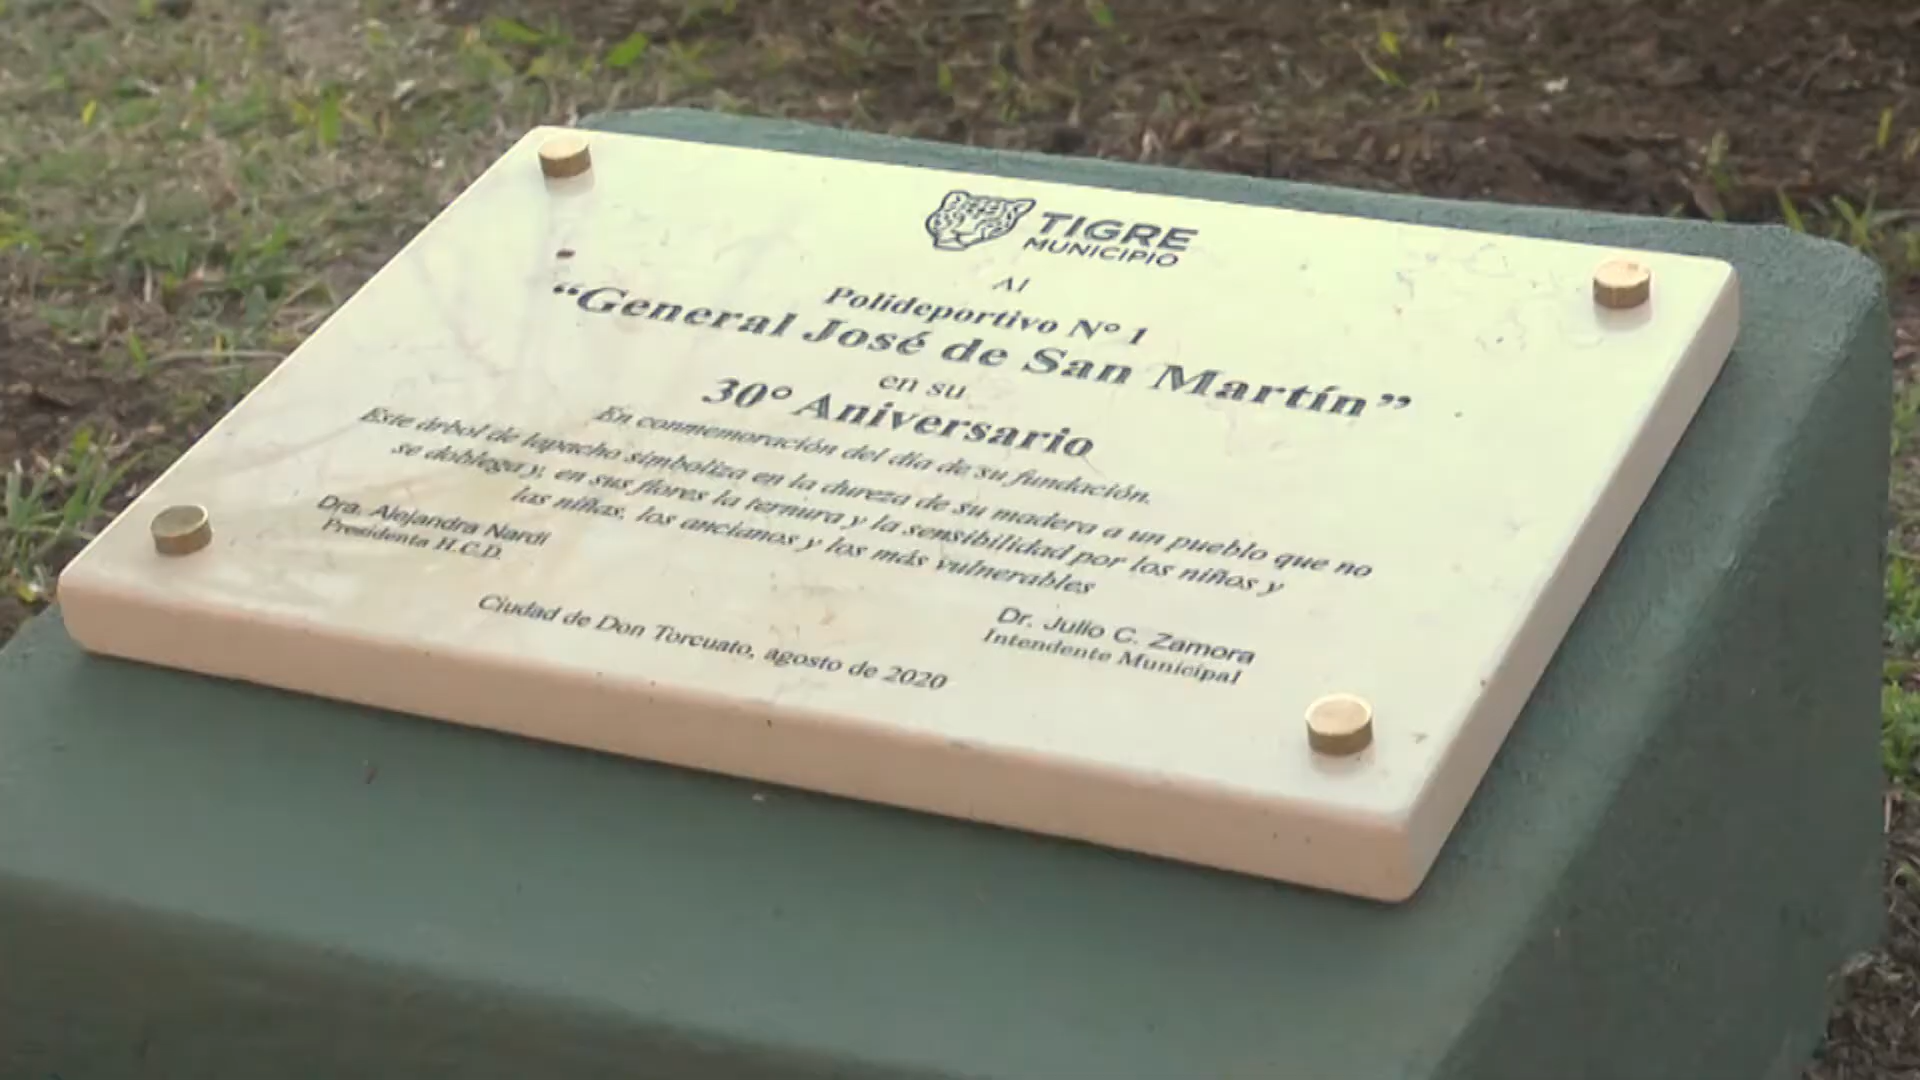 TIGRE
MUNICIPIO
Al
Polideportivo N° 1
“General José de San Martín”
en su
30° Aniversario
En conmemoración del día de su fundación.
Este árbol de lapacho simboliza en la dureza de su madera a un pueblo que no
se doblega y, en sus flores la ternura y la sensibilidad por los niños y
las niñas, los ancianos y los más vulnerables
Dra. Alejandra Nardi
Presidenta H.C.D.
Dr. Julio C. Zamora
Intendente Municipal
Ciudad de Don Torcuato, agosto de 2020